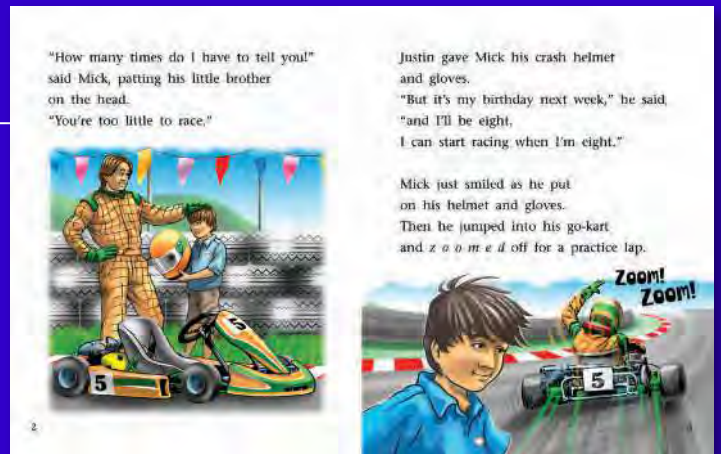 "How many times do I have to tell you!"
said Mick, patting his little brother
on the head.
"You're too little to race."
5
5
2
Justin gave Mick his crash helmet
and gloves.
"But it's my birthday next week," he said,
"and I'll be eight.
I can start racing when I'm eight."
Mick just smiled as he put
on his helmet and gloves.
Then he jumped into his go-kart
and z o o m e d off for a practice lap.
Zoom!
Zoom!
5